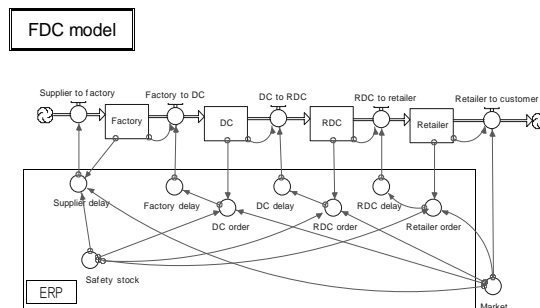 FDC model
Supplier to factory
Factory to DC
DC to RDC
RDC to retailer
Retailer to customer
Factory
DC
RDC
Retailer
Supplier delay
Factory delay
DC delay
RDC delay
DC order
RDC order
Retailer order
Safety stock
ERP
Market